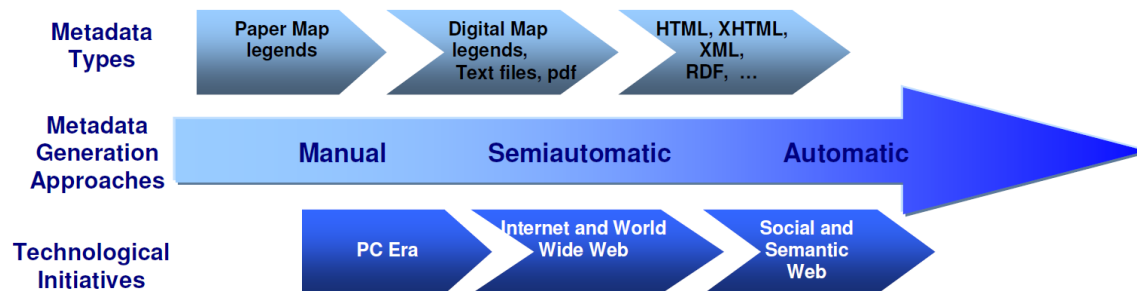 Metadata
Types
Paper Map
legends
Digital Map
legends,
Text files, pdf
HTML, XHTML,
XML,
RDF, ...
Metadata
Generation
Approaches
Manual
Semiautomatic
Automatic
Technological
Initiatives
PC Era
Internet and World
Wide Web
Social and
Semantic
Web